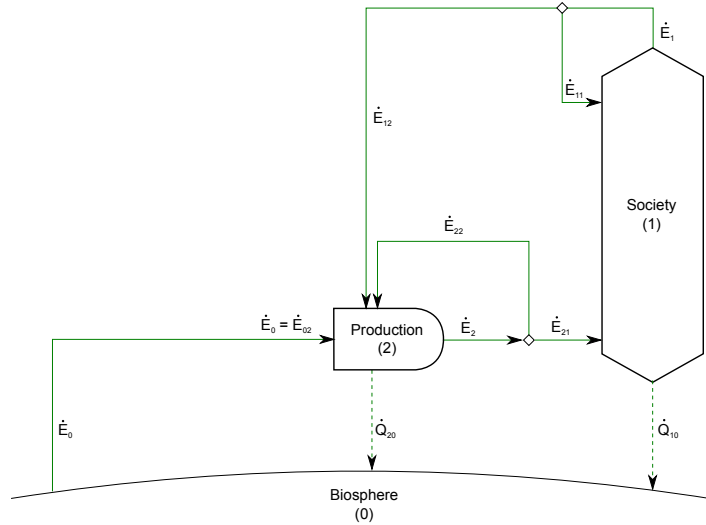 Ė₁
Ė₁₁
Ė₁₂
Society
(1)
Ė₂₂
Ė₀ = Ė₀₂
Production
(2)
Ė₂
Ė₂₁
Ė₀
Q̇₂₀
Q̇₁₀
Biosphere
(0)